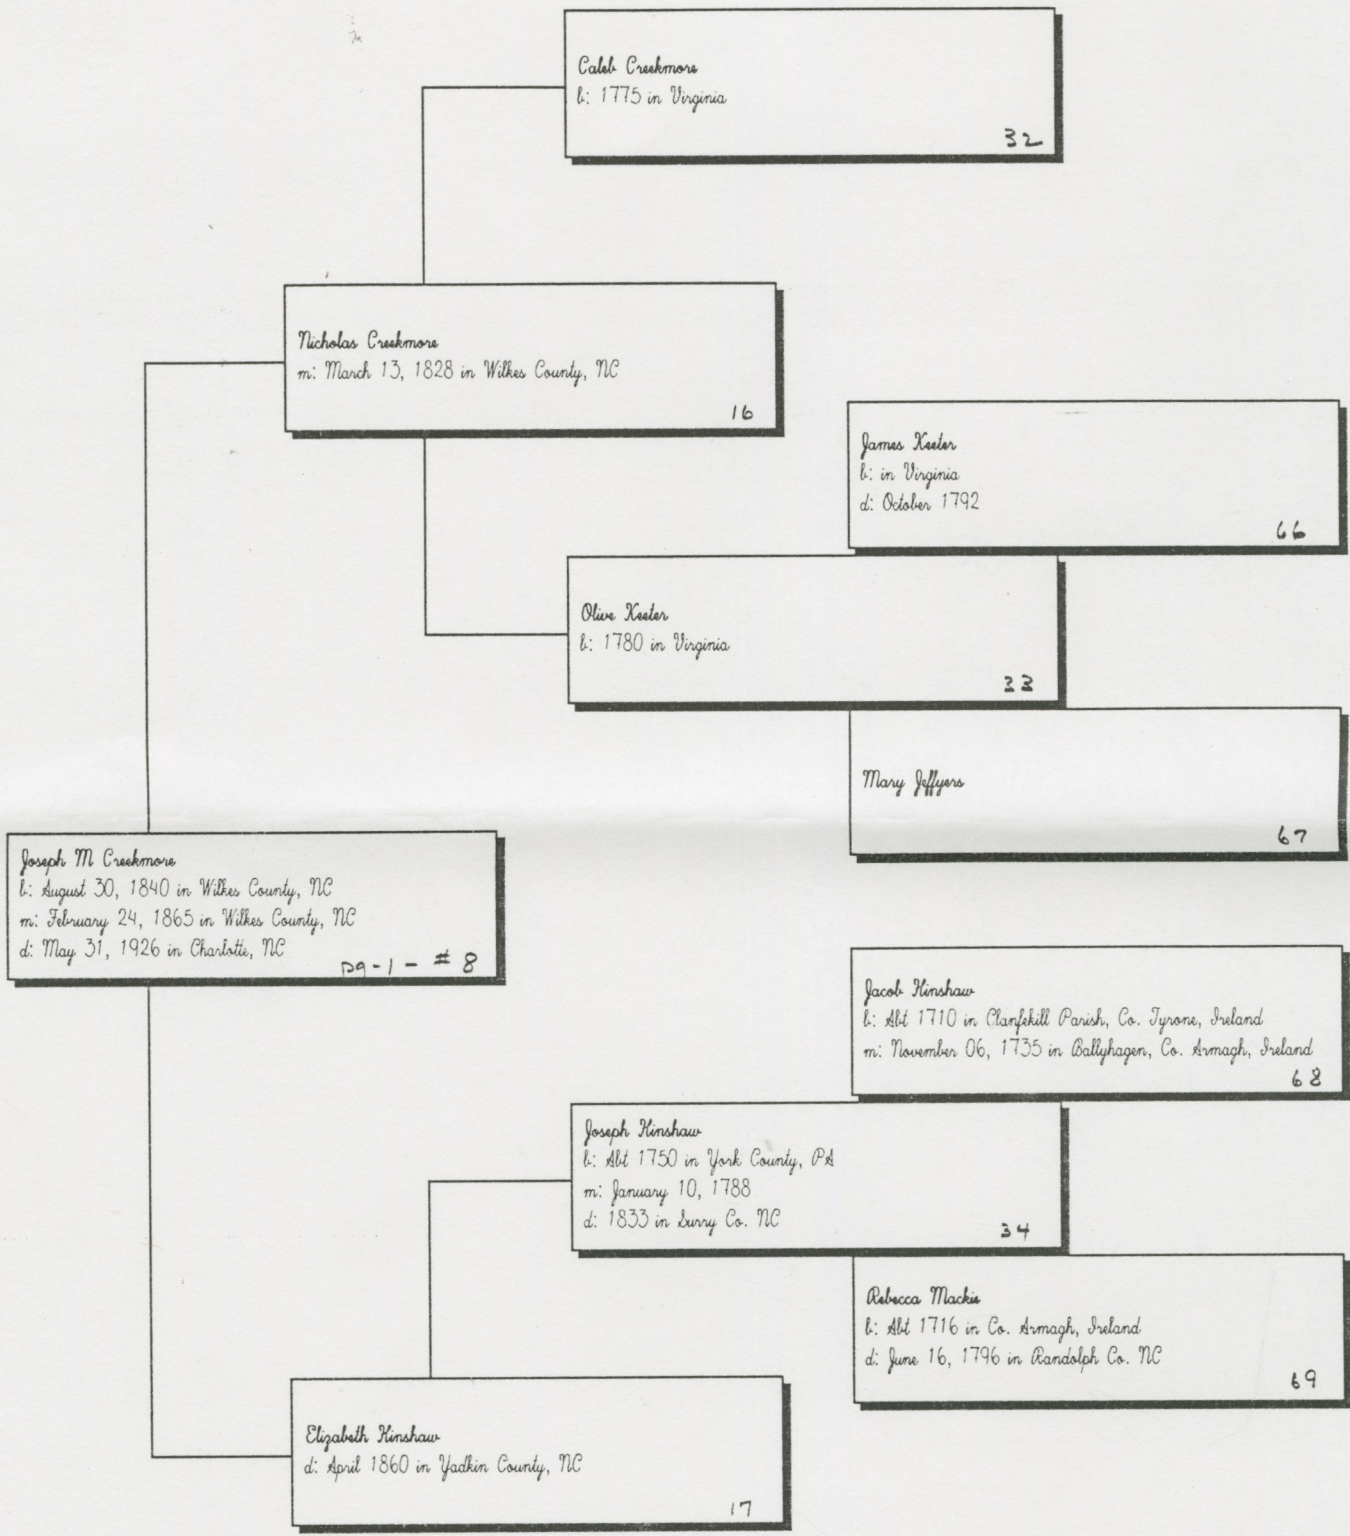 Caleb Creekmore
b: 1775 in Virginia
32
Nicholas Creekmore
m: March 13, 1828 in Wilkes County, NC
16
James Keeter
b: in Virginia
d: October 1792
66
Olive Keeter
b: 1780 in Virginia
33
Mary Jeffyers
67
Joseph M Creekmore
b: August 30, 1840 in Wilkes County, NC
m: February 24, 1865 in Wilkes County, NC
d: May 31, 1926 in Charlotte, NC
pg-1- # 8
Jacob Hinshaw
b: Abt 1710 in Clanfekill Parish, Co. Tyrone, Ireland
m: November 06, 1735 in Ballyhagen, Co. Armagh, Ireland
68
Joseph Hinshaw
b: Abt 1750 in York County, PA
m: January 10, 1788
d: 1833 in Surry Co. NC
34
Rebecca Mackie
b: Abt 1716 in Co. Armagh, Ireland
d: June 16, 1796 in Randolph Co. NC
69
Elizabeth Hinshaw
d: April 1860 in Yadkin County, NC
17